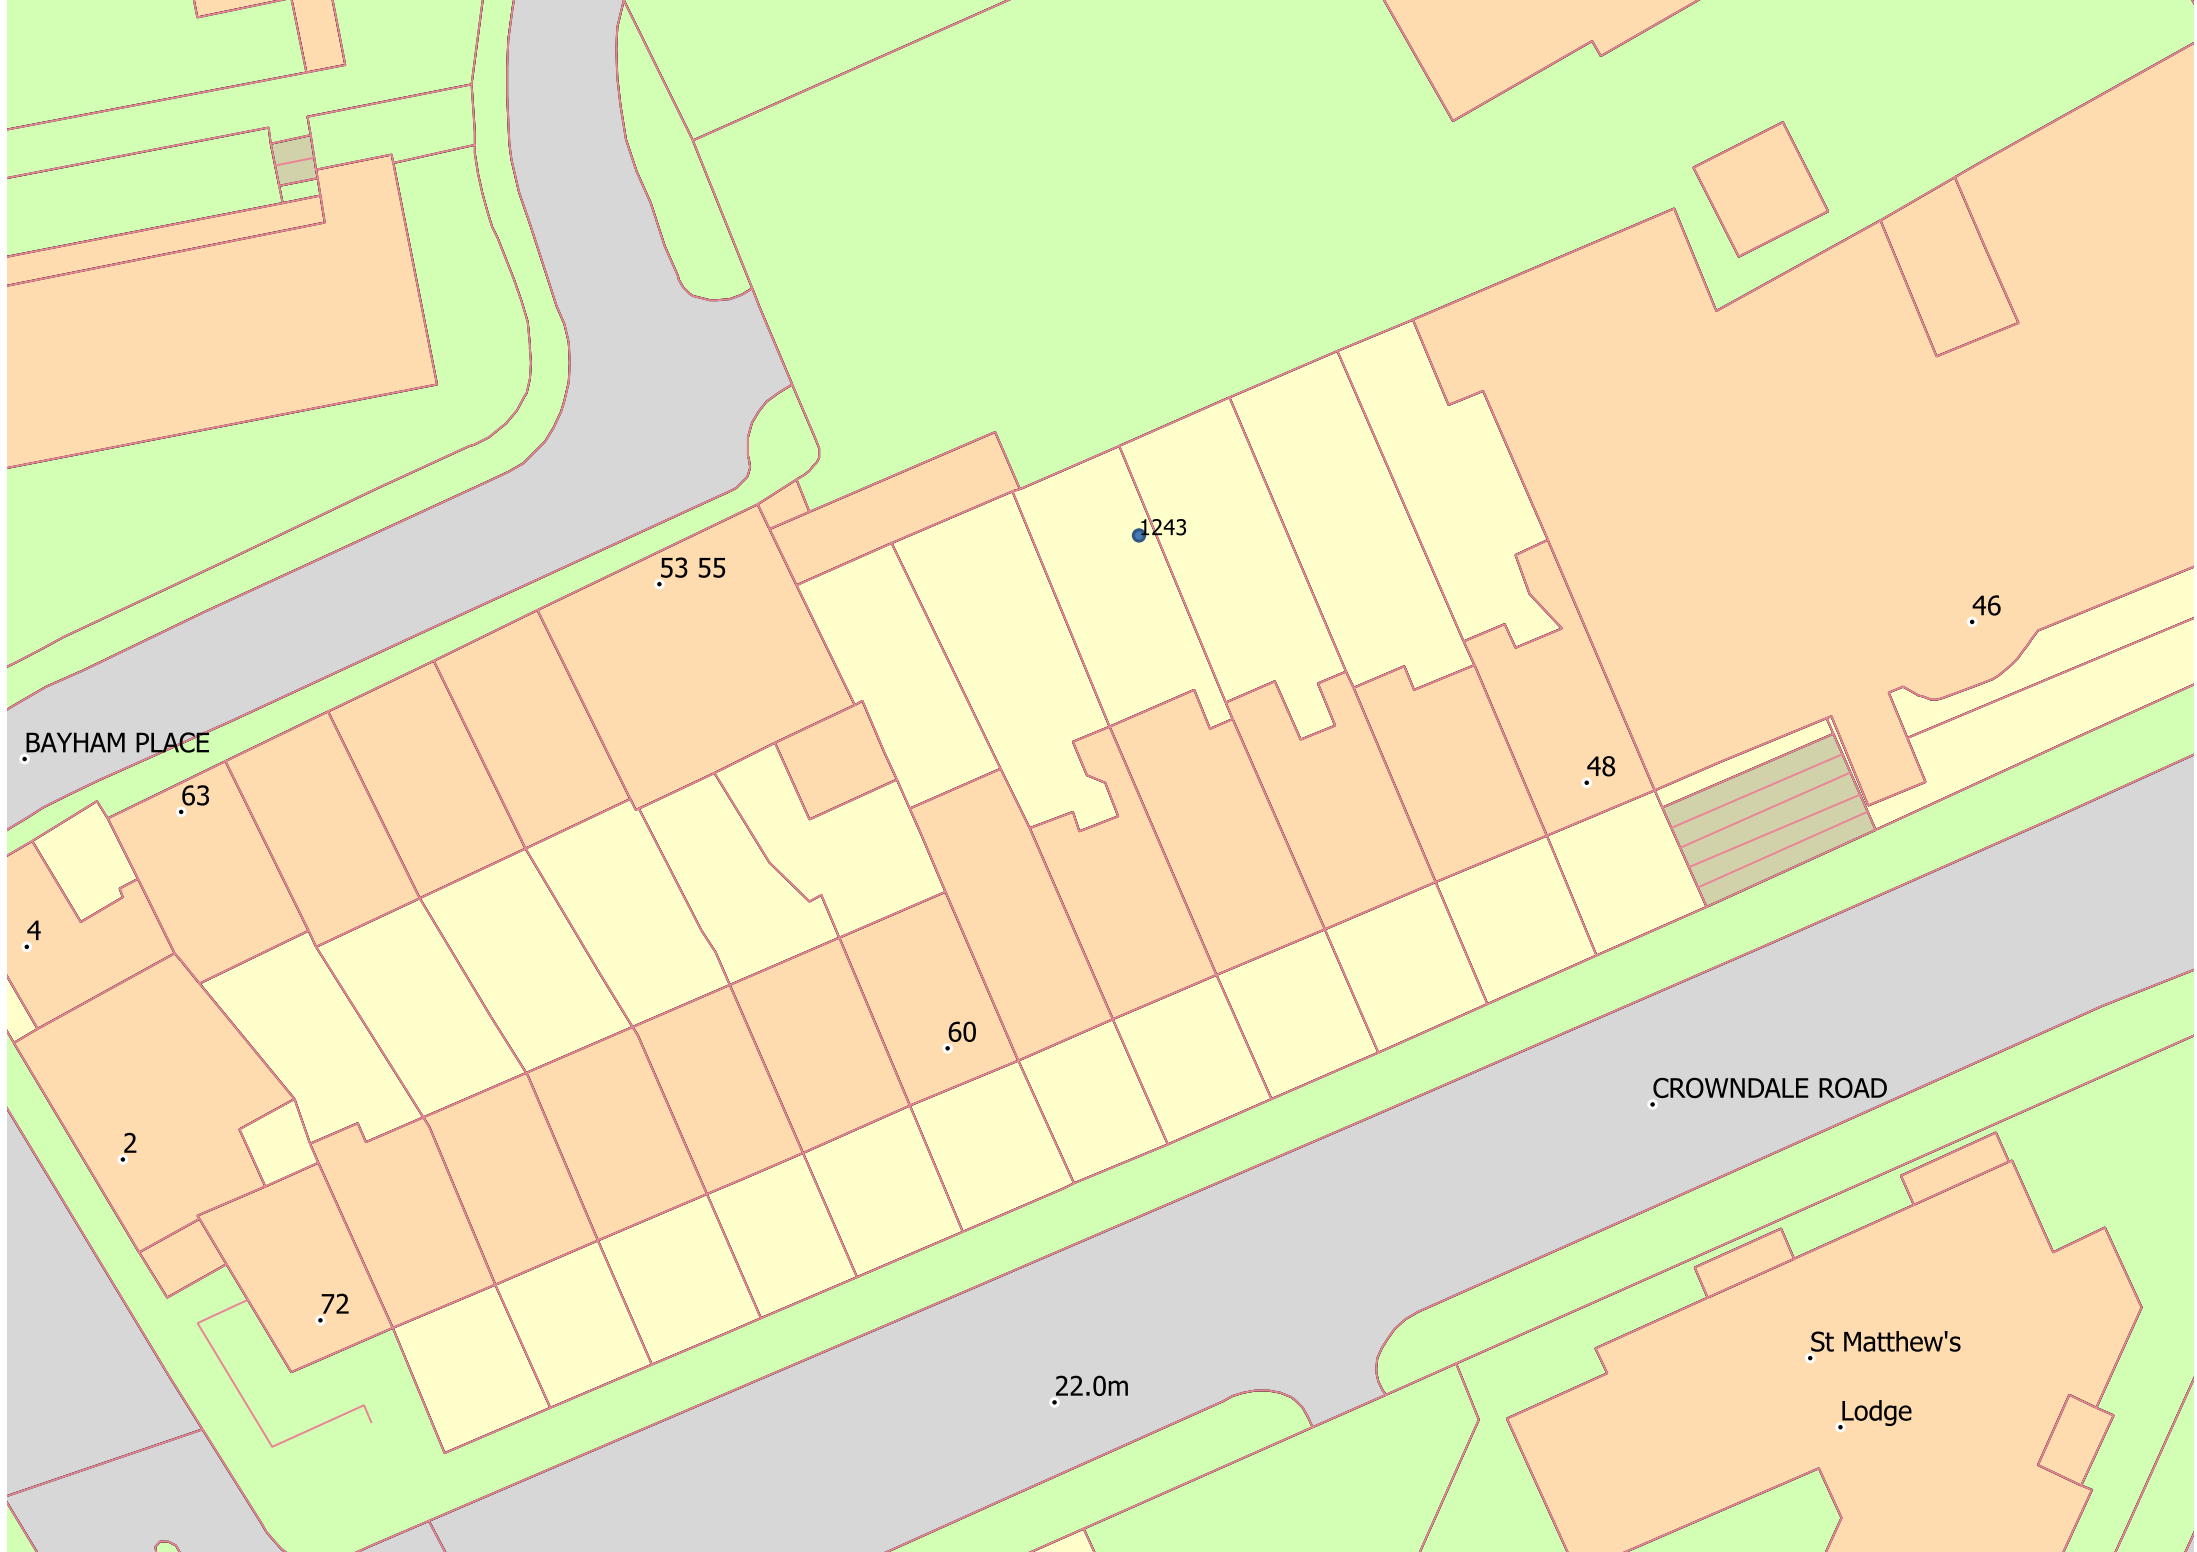 1243
53 55
46
BAYHAM PLACE
48
63
4
60
CROWNDALE ROAD
2
72
St Matthew's
Lodge
22.0m